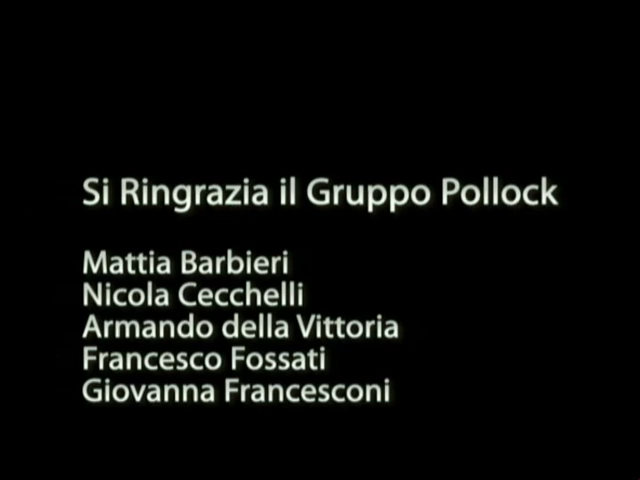 Si Ringrazia il Gruppo Pollock
Mattia Barbieri
Nicola Cecchelli
Armando della Vittoria
Francesco Fossati
Giovanna Francesconi